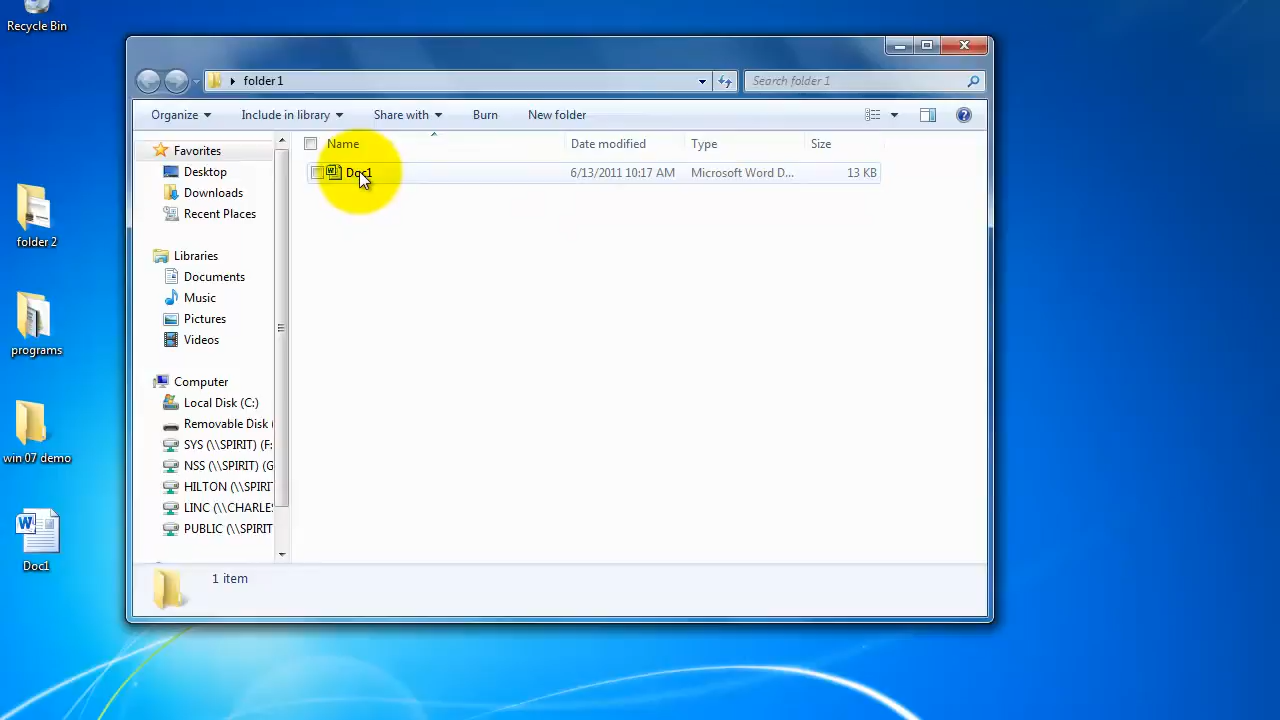 Recycle Bin
folder 2
programs
win 07 demo
Doc1
folder 1
Search folder 1
Organize
Include in library
Share with
Burn
New folder
Name
Date modified
Type
Size
Doc1
6/13/2011 10:17 AM
Microsoft Word D...
13 KB
Favorites
Desktop
Downloads
Recent Places
Libraries
Documents
Music
Pictures
Videos
Computer
Local Disk (C:)
Removable Disk (
SYS (\\SPIRIT) (F:
NSS (\\SPIRIT) (G
HILTON (\\SPIRIT
LINC (\\CHARLES
PUBLIC (\\SPIRIT
1 item